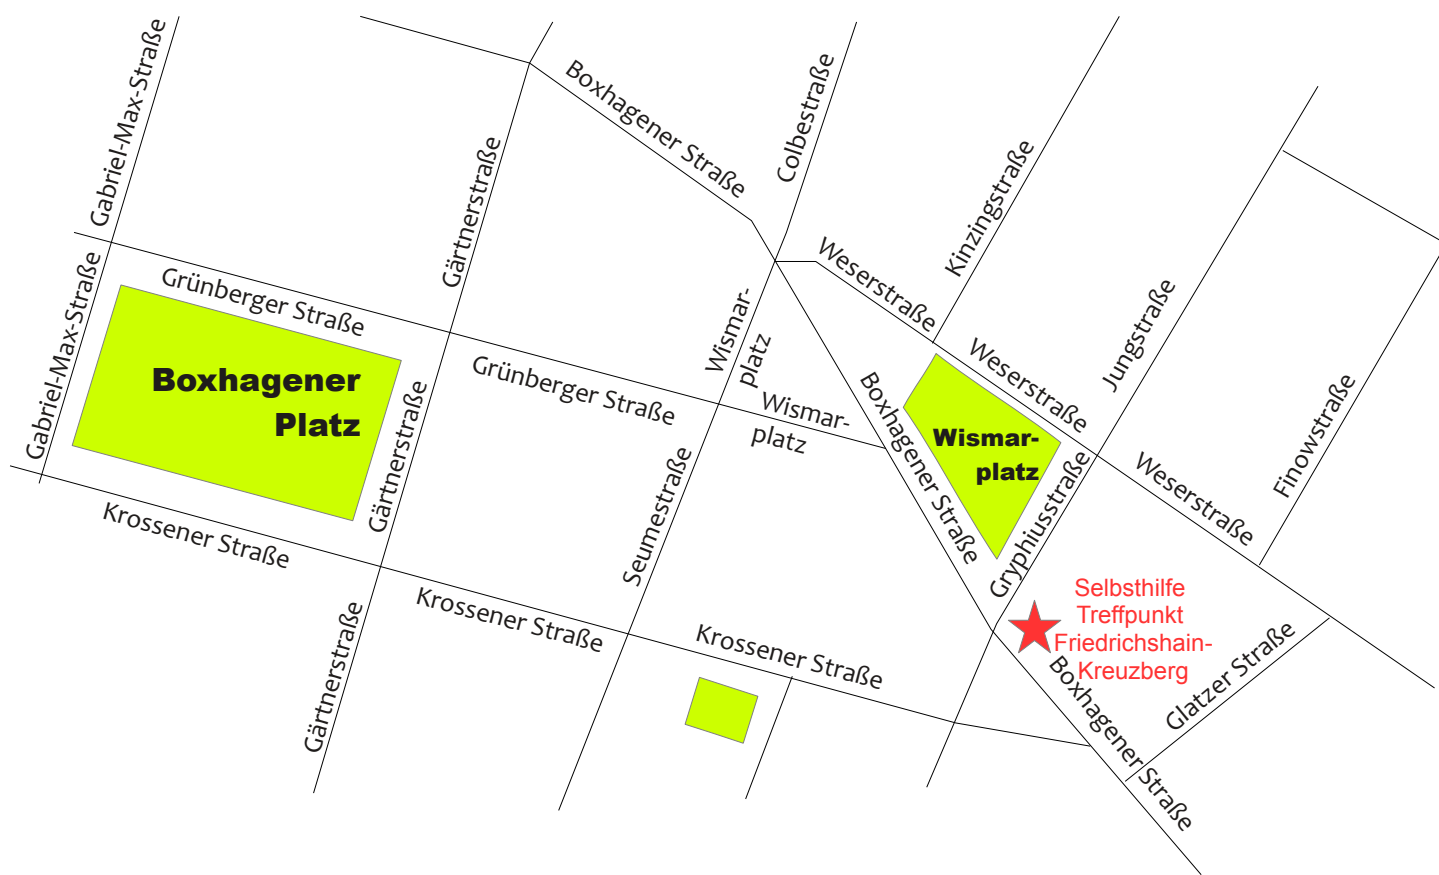 Gabriel-Max-Straße
Boxhagener Straße
Colbestraße
Gärtnerstraße
Kinzingstraße
Weserstraße
Gabriel-Max-Straße
Grünberger Straße
Wismar-
platz
Jungstraße
Weserstraße
Boxhagener
Platz
Grünberger Straße
Wismar-
platz
Boxhagener Straße
Wismar-
platz
Gärtnerstraße
Finowstraße
Weserstraße
Seumestraße
Gryphiusstraße
Krossener Straße
Krossener Straße
Selbsthilfe
Treffpunkt
Friedrichshain-
Kreuzberg
Krossener Straße
Gärtnerstraße
Glatzer Straße
Boxhagener Straße